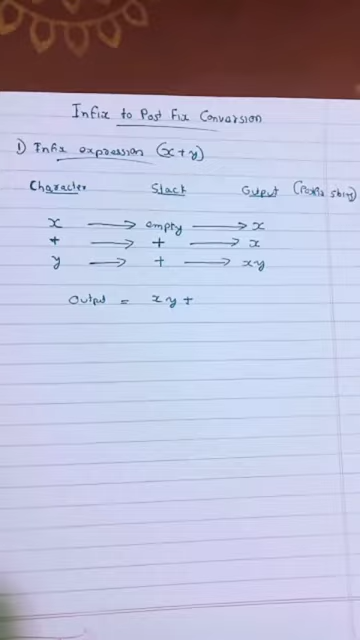 Infix to Post Fix Conversion
1) Infix expression (x+y)
Character Stack Output (Postfix string)
x → empty → x
+ → + → x
y → + → xy
Output = xy+